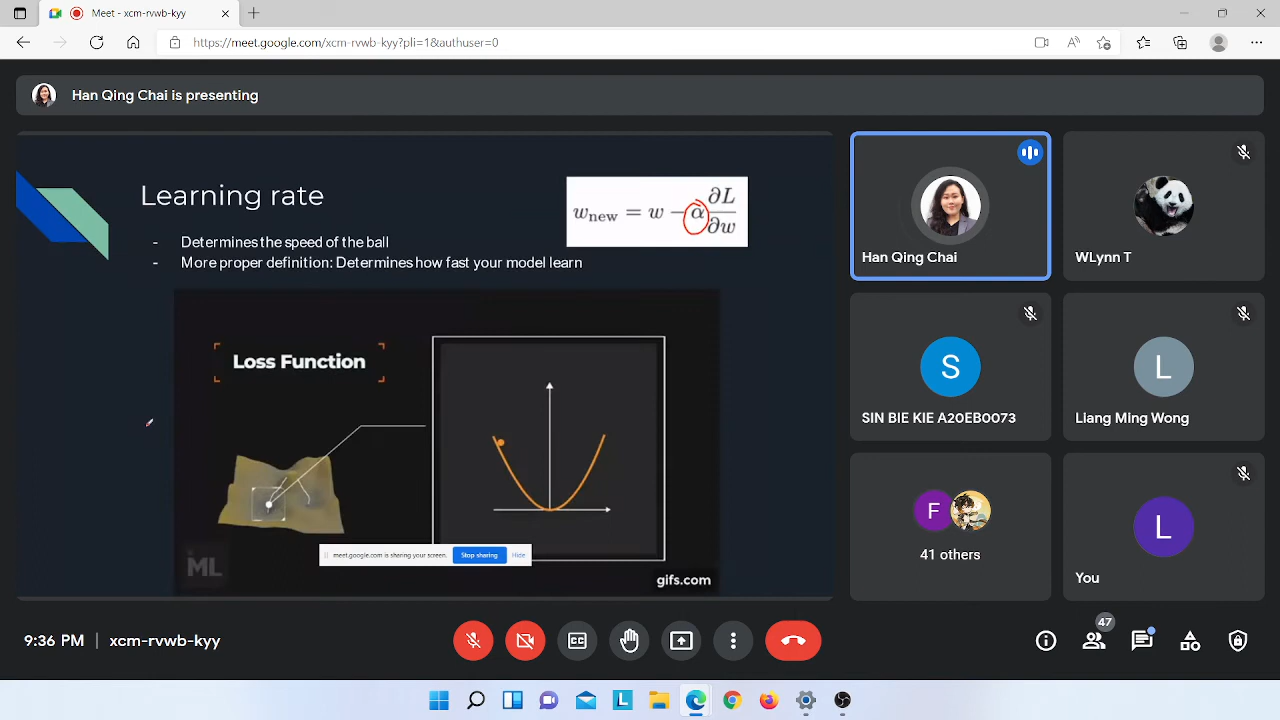 Meet - xcm-rvwb-kyy
https://meet.google.com/xcm-rvwb-kyy?pli=1&authuser=0
Han Qing Chai is presenting
Learning rate
w_new = w − α ∂L/∂w
- Determines the speed of the ball
- More proper definition: Determines how fast your model learn
Loss Function
meet.google.com is sharing your screen. Stop sharing Hide
ML
gifs.com
Han Qing Chai
WLynn T
S
SIN BIE KIE A20EB0073
L
Liang Ming Wong
F
41 others
L
You
9:36 PM | xcm-rvwb-kyy
CC
47
L